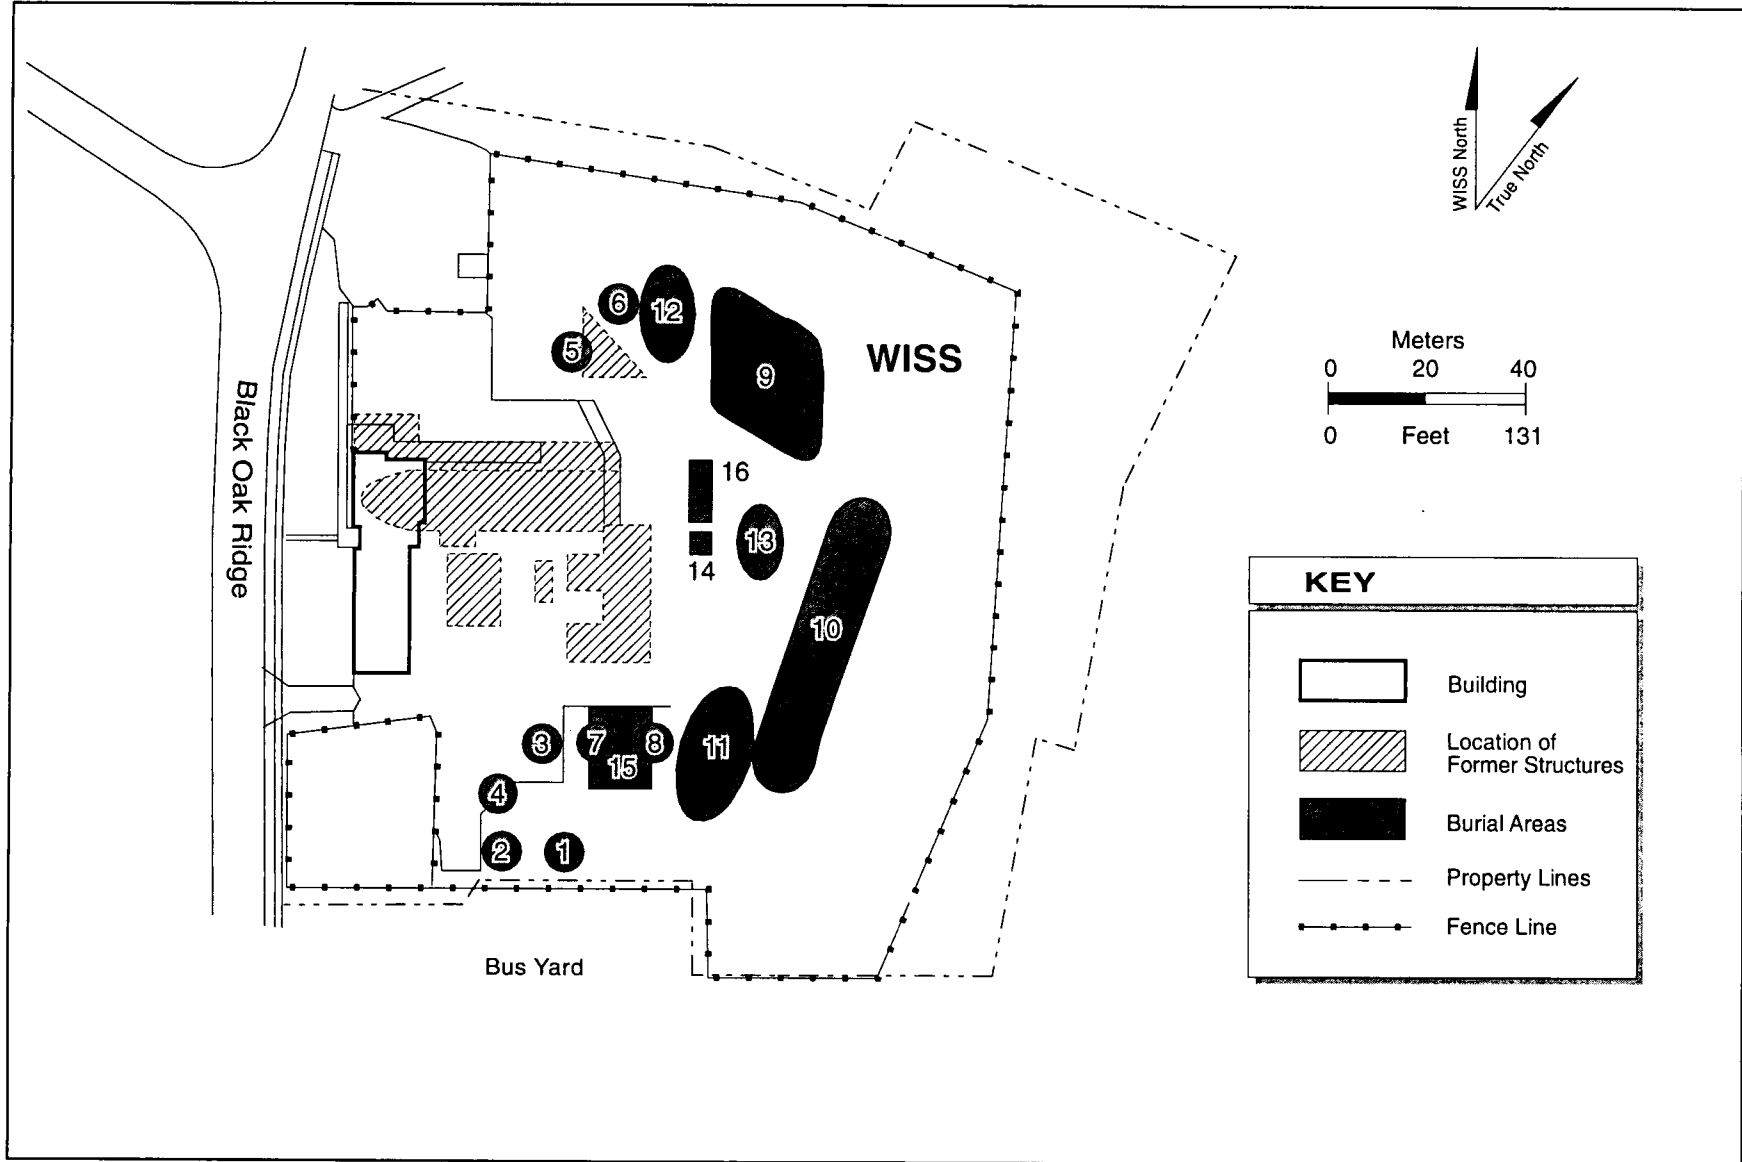 WISS North
True North
6
12
5
9
WISS
Meters
0 20 40
0 Feet 131
Black Oak Ridge
16
13
14
10
KEY
Building
Location of
Former Structures
Burial Areas
Property Lines
Fence Line
3
7
8
11
15
4
2
1
Bus Yard